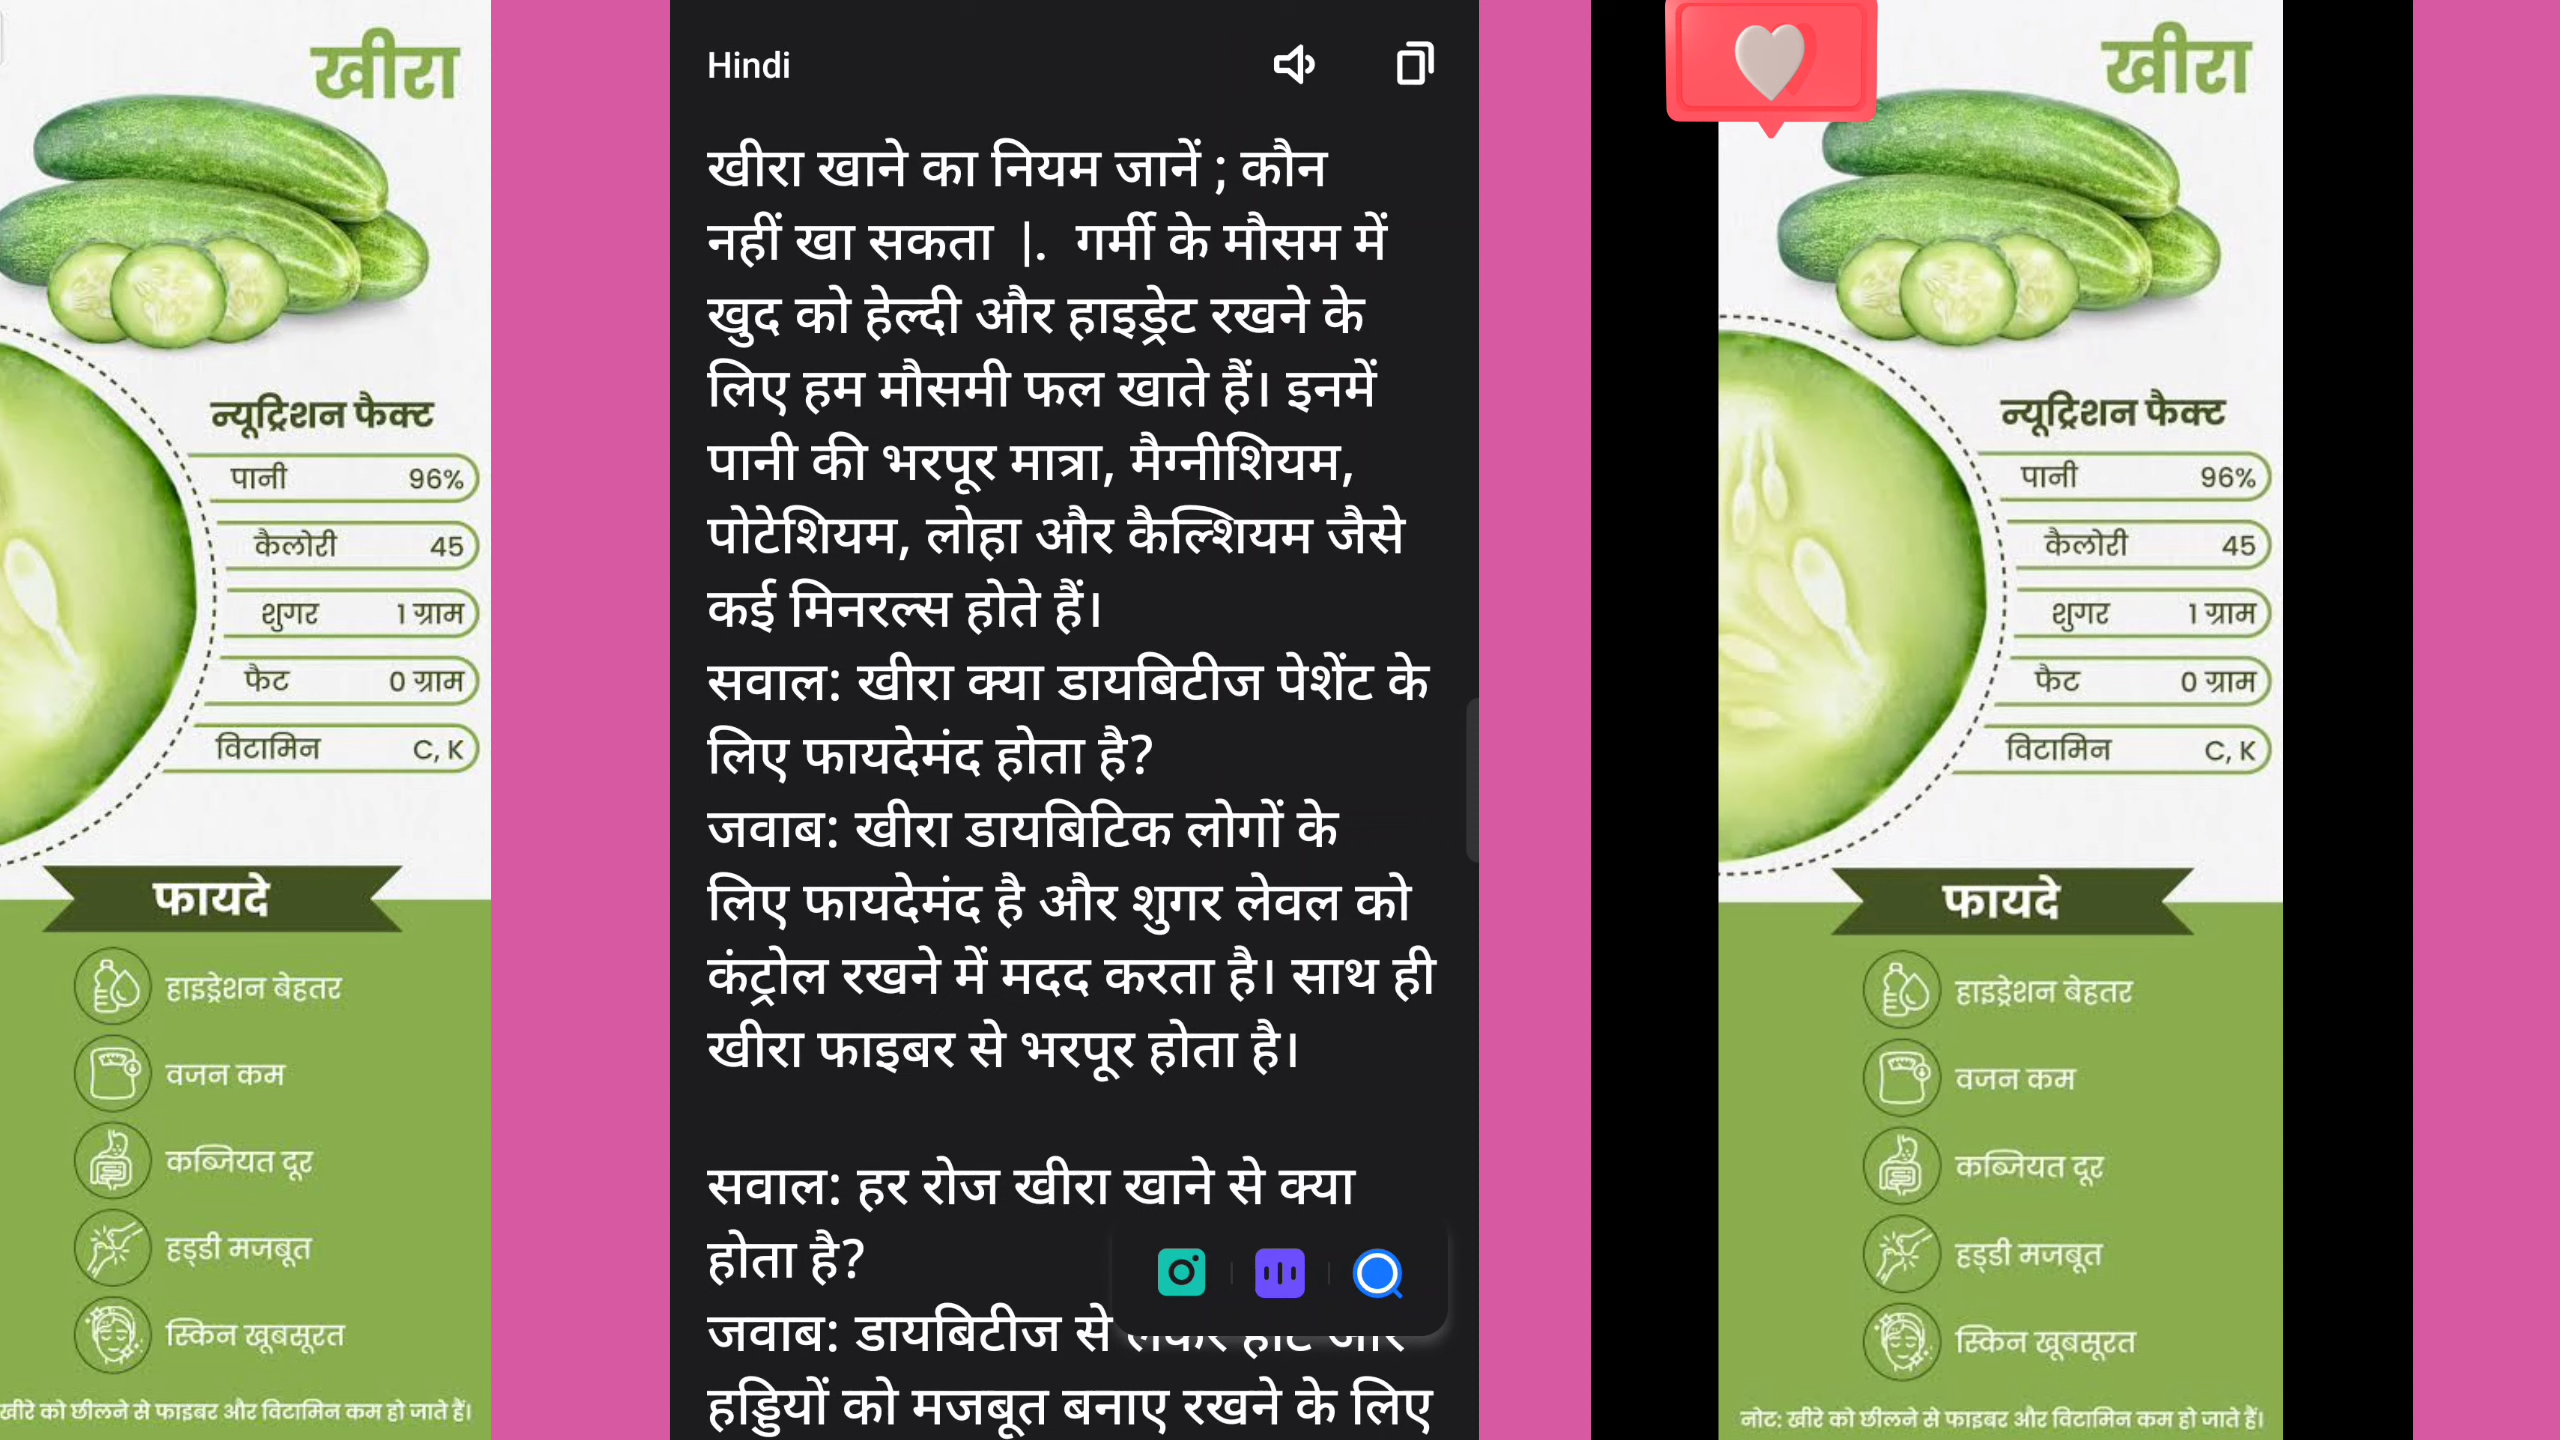 खीरा
न्यूट्रिशन फैक्ट
पानी 96%
कैलोरी 45
शुगर 1 ग्राम
फैट 0 ग्राम
विटामिन C, K
फायदे
हाइड्रेशन बेहतर
वजन कम
कब्जियत दूर
हड्डी मजबूत
स्किन खूबसूरत
खीरे को छीलने से फाइबर और विटामिन कम हो जाते हैं।
Hindi
खीरा खाने का नियम जानें ; कौन
नहीं खा सकता |. गर्मी के मौसम में
खुद को हेल्दी और हाइड्रेट रखने के
लिए हम मौसमी फल खाते हैं। इनमें
पानी की भरपूर मात्रा, मैग्नीशियम,
पोटेशियम, लोहा और कैल्शियम जैसे
कई मिनरल्स होते हैं।
सवाल: खीरा क्या डायबिटीज पेशेंट के
लिए फायदेमंद होता है?
जवाब: खीरा डायबिटिक लोगों के
लिए फायदेमंद है और शुगर लेवल को
कंट्रोल रखने में मदद करता है। साथ ही
खीरा फाइबर से भरपूर होता है।
सवाल: हर रोज खीरा खाने से क्या
होता है?
जवाब: डायबिटीज से
हड्डियों को मजबूत बनाए रखने के लिए
खीरा
न्यूट्रिशन फैक्ट
पानी 96%
कैलोरी 45
शुगर 1 ग्राम
फैट 0 ग्राम
विटामिन C, K
फायदे
हाइड्रेशन बेहतर
वजन कम
कब्जियत दूर
हड्डी मजबूत
स्किन खूबसूरत
नोट: खीरे को छीलने से फाइबर और विटामिन कम हो जाते हैं।